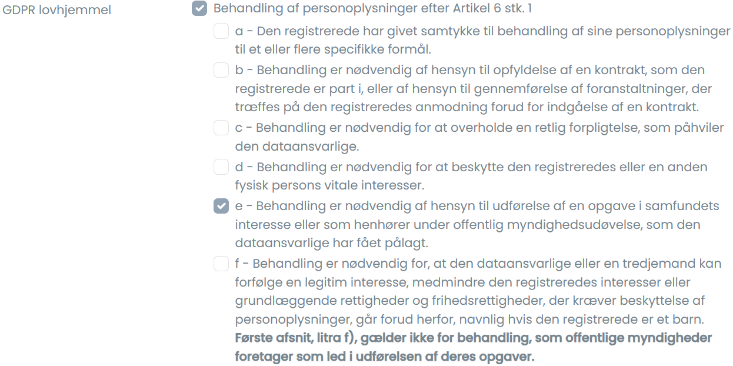 GDPR lovhjemmel
Behandling af personoplysninger efter Artikel 6 stk. 1
a - Den registrerede har givet samtykke til behandling af sine personoplysninger
til et eller flere specifikke formål.
b - Behandling er nødvendig af hensyn til opfyldelse af en kontrakt, som den
registrerede er part i, eller af hensyn til gennemførelse af foranstaltninger, der
træffes på den registreredes anmodning forud for indgåelse af en kontrakt.
c - Behandling er nødvendig for at overholde en retlig forpligtelse, som påhviler
den dataansvarlige.
d - Behandling er nødvendig for at beskytte den registreredes eller en anden
fysisk persons vitale interesser.
e - Behandling er nødvendig af hensyn til udførelse af en opgave i samfundets
interesse eller som henhører under offentlig myndighedsudøvelse, som den
dataansvarlige har fået pålagt.
f - Behandling er nødvendig for, at den dataansvarlige eller en tredjemand kan
forfølge en legitim interesse, medmindre den registreredes interesser eller
grundlæggende rettigheder og frihedsrettigheder, der kræver beskyttelse af
personoplysninger, går forud herfor, navnlig hvis den registrerede er et barn.
Første afsnit, litra f), gælder ikke for behandling, som offentlige myndigheder
foretager som led i udførelsen af deres opgaver.